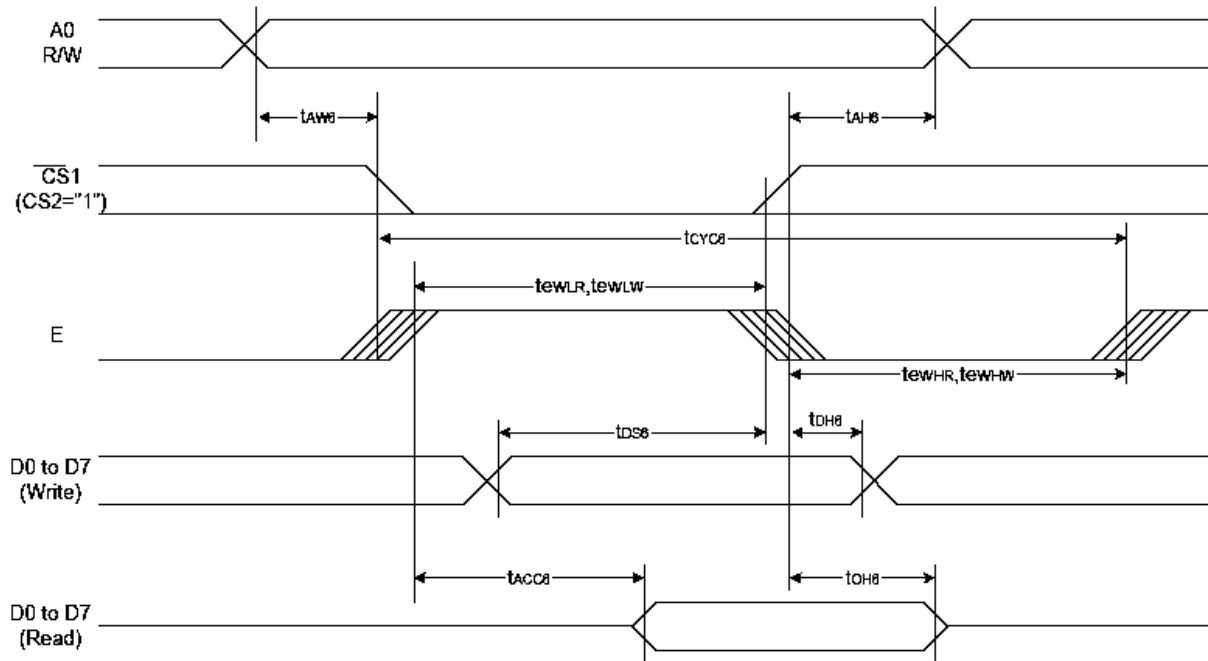 A0
R/W
tAW6
tAH6
CS1
(CS2="1")
tCYC6
tEWLR,tEWLW
E
tEWHR,tEWHW
tDS6
tDH6
D0 to D7
(Write)
tACC6
tOH6
D0 to D7
(Read)